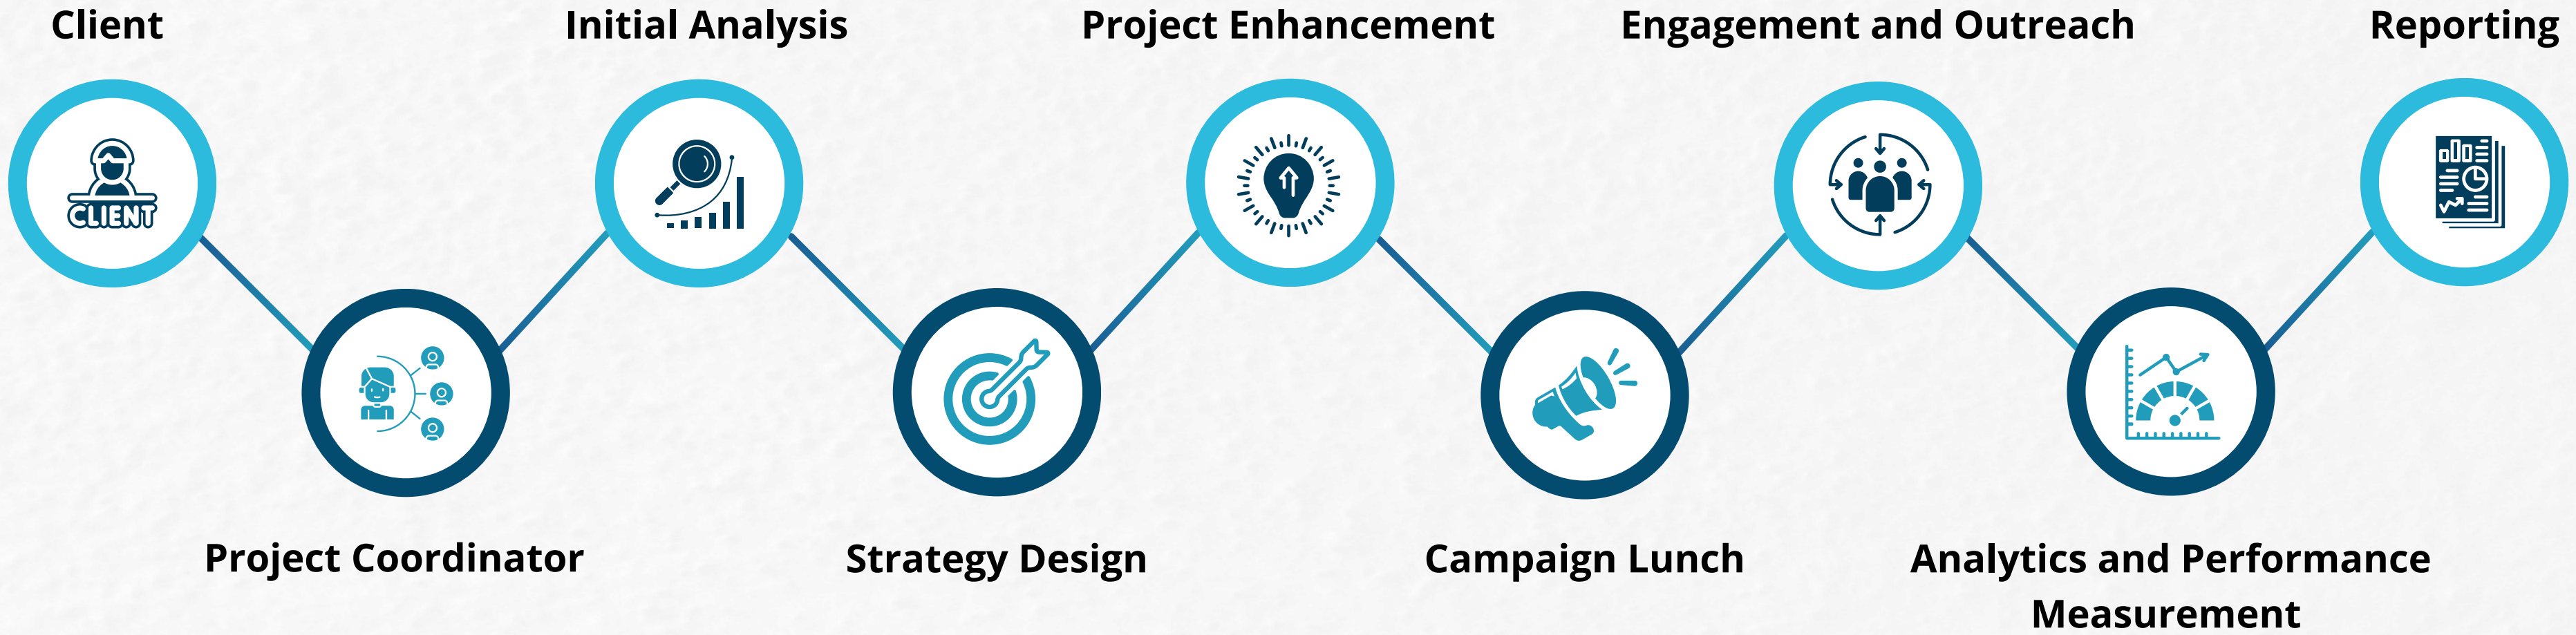 Client
Initial Analysis
Project Enhancement
Engagement and Outreach
Reporting
CLIENT
Project Coordinator
Strategy Design
Campaign Lunch
Analytics and Performance
Measurement